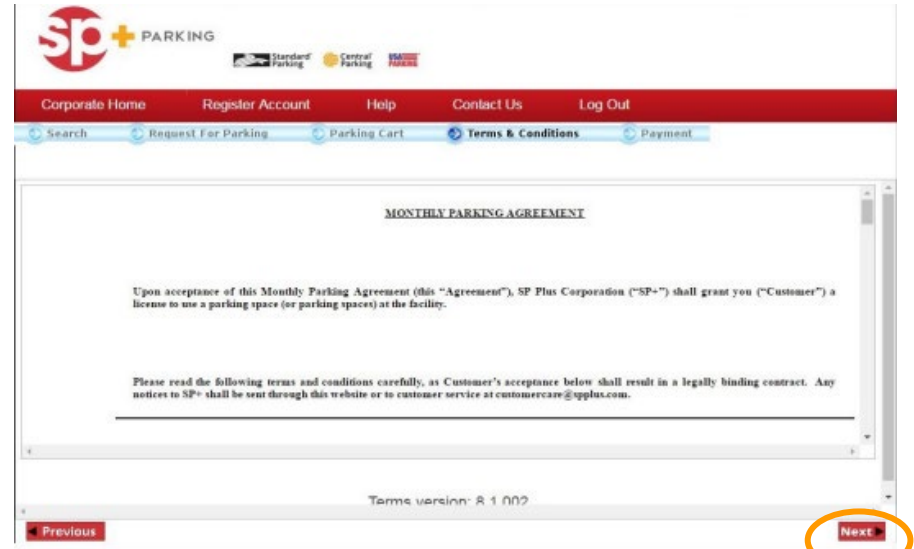 sp+ PARKING
Standard Parking Central Parking USA PARKING
Corporate Home Register Account Help Contact Us Log Out
Search Request For Parking Parking Cart Terms & Conditions Payment
MONTHLY PARKING AGREEMENT
Upon acceptance of this Monthly Parking Agreement (this “Agreement”), SP Plus Corporation (“SP+”) shall grant you (“Customer”) a
license to use a parking space (or parking spaces) at the facility.
Please read the following terms and conditions carefully, as Customer’s acceptance below shall result in a legally binding contract. Any
notices to SP+ shall be sent through this website or to customer service at customercare@spplus.com.
Terms version: 8.1.002
Previous Next